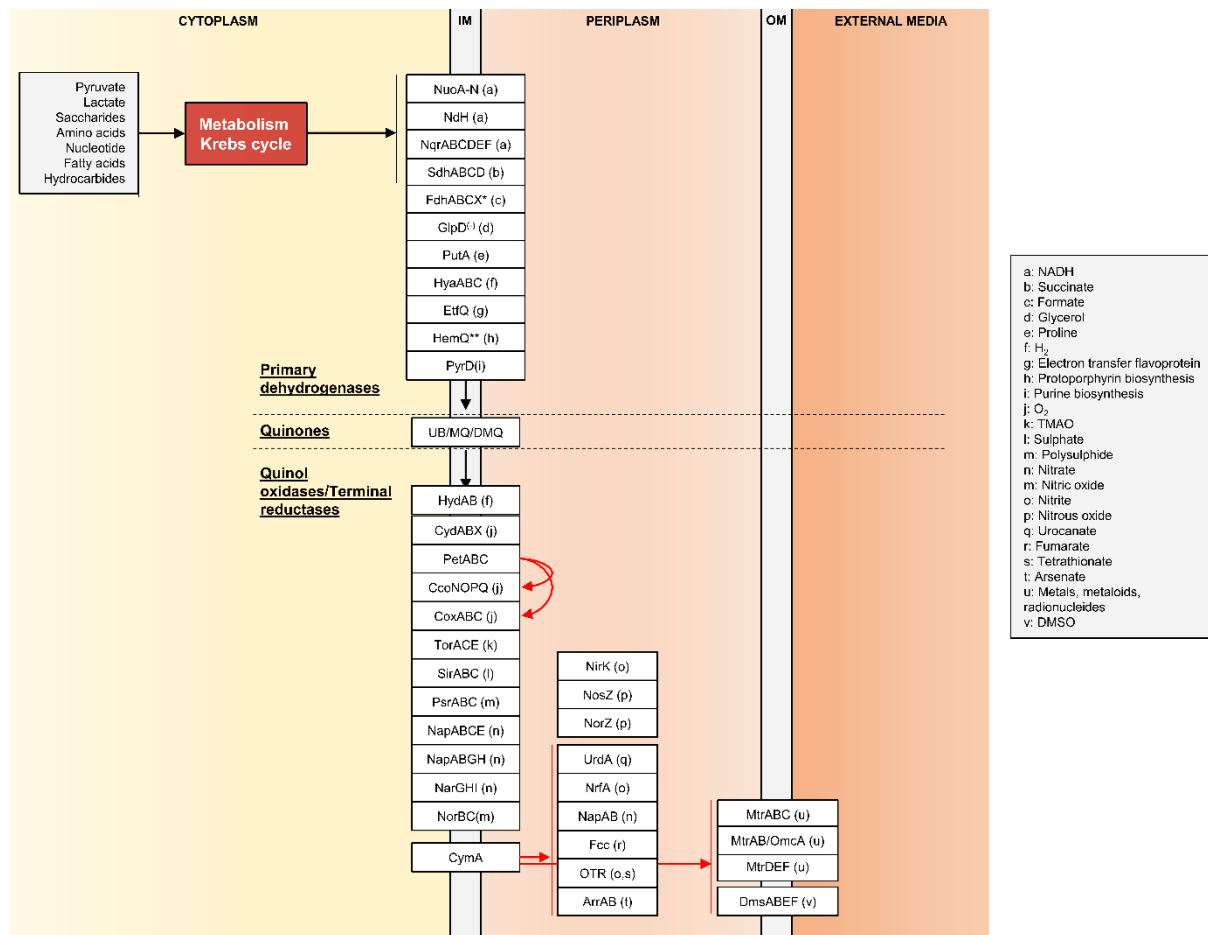 CYTOPLASM
IM
PERIPLASM
OM
EXTERNAL MEDIA
Pyruvate
Lactate
Saccharides
Amino acids
Nucleotide
Fatty acids
Hydrocarbides
Metabolism
Krebs cycle
NuoA-N (a)
NdH (a)
NqrABCDEF (a)
SdhABCD (b)
FdhABCX* (c)
GlpD(-) (d)
PutA (e)
HyaABC (f)
EtfQ (g)
HemQ** (h)
PyrD(i)
Primary
dehydrogenases
Quinones
UB/MQ/DMQ
Quinol
oxidases/Terminal
reductases
HydAB (f)
CydABX (j)
PetABC
CcoNOPQ (j)
CoxABC (j)
TorACE (k)
SirABC (l)
PsrABC (m)
NapABCE (n)
NapABGH (n)
NarGHI (n)
NorBC(m)
CymA
NirK (o)
NosZ (p)
NorZ (p)
UrdA (q)
NrfA (o)
NapAB (n)
Fcc (r)
OTR (o,s)
ArrAB (t)
MtrABC (u)
MtrAB/OmcA (u)
MtrDEF (u)
DmsABEF (v)
a: NADH
b: Succinate
c: Formate
d: Glycerol
e: Proline
f: H2
g: Electron transfer flavoprotein
h: Protoporphyrin biosynthesis
i: Purine biosynthesis
j: O2
k: TMAO
l: Sulphate
m: Polysulphide
n: Nitrate
m: Nitric oxide
o: Nitrite
p: Nitrous oxide
q: Urocanate
r: Fumarate
s: Tetrathionate
t: Arsenate
u: Metals, metaloids,
radionucleides
v: DMSO